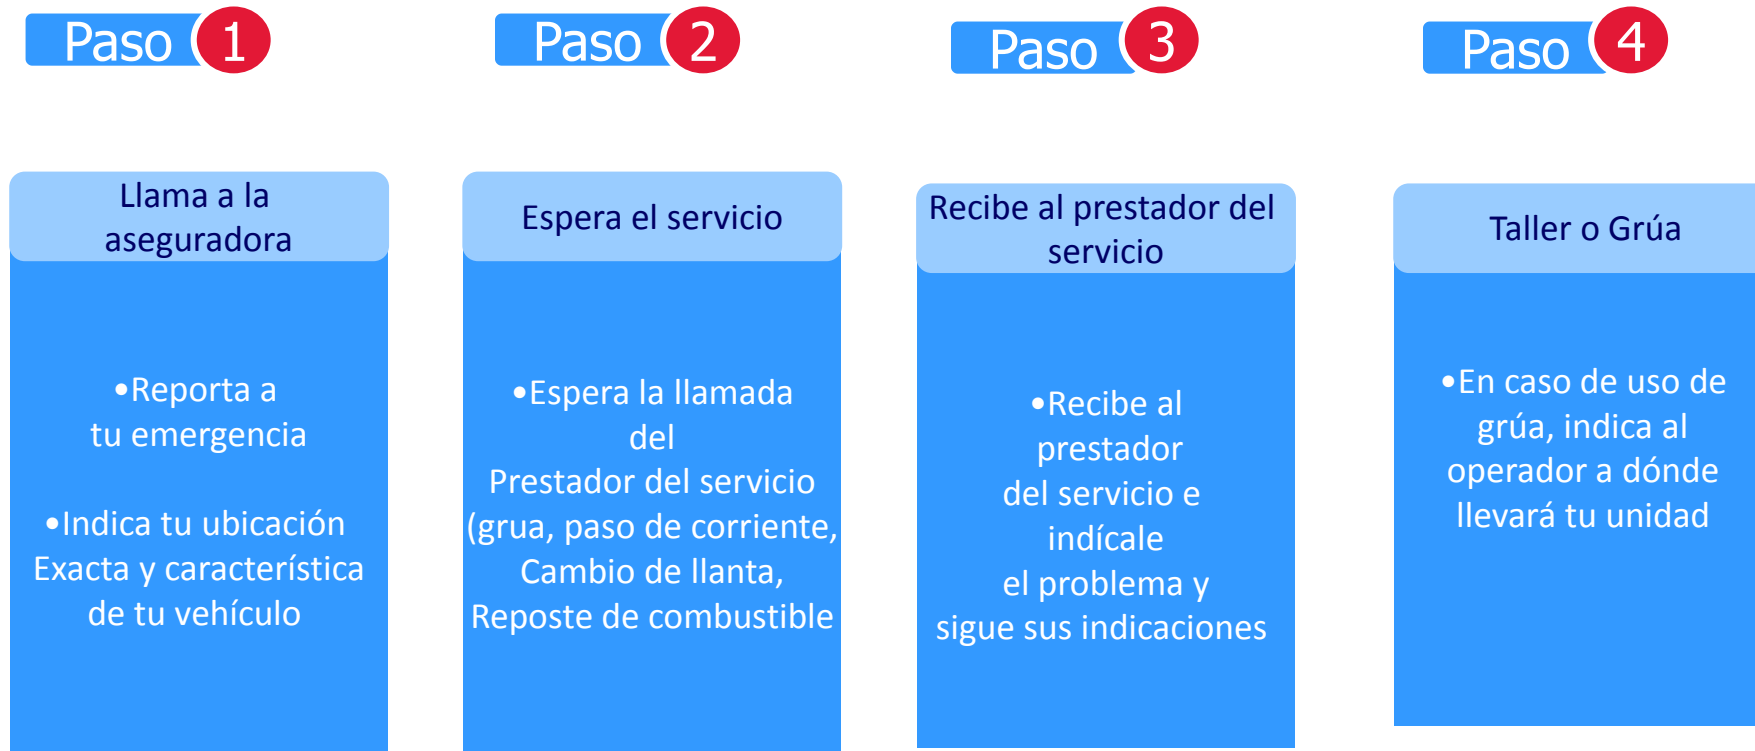 Paso 1
Llama a la
aseguradora
•Reporta a
tu emergencia
•Indica tu ubicación
Exacta y característica
de tu vehículo
Paso 2
Espera el servicio
•Espera la llamada
del
Prestador del servicio
(grua, paso de corriente,
Cambio de llanta,
Reposte de combustible
Paso 3
Recibe al prestador del
servicio
•Recibe al
prestador
del servicio e
indícale
el problema y
sigue sus indicaciones
Paso 4
Taller o Grúa
•En caso de uso de
grúa, indica al
operador a dónde
llevará tu unidad